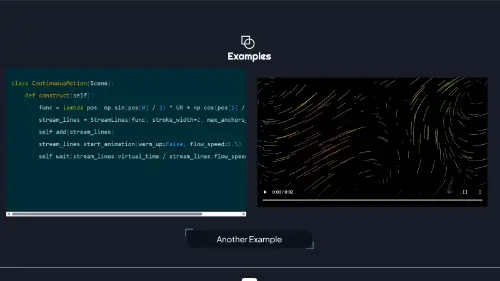 Examples
class ContinuousMotion(Scene):
def construct(self):
func = lambda pos: np.sin(pos[0] / 2) * UR + np.cos(pos[1] /
stream_lines = StreamLines(func, stroke_width=2, max_anchors_
self.add(stream_lines)
stream_lines.start_animation(warm_up=False, flow_speed=1.5)
self.wait(stream_lines.virtual_time / stream_lines.flow_speed
0:00 / 0:02
Another Example